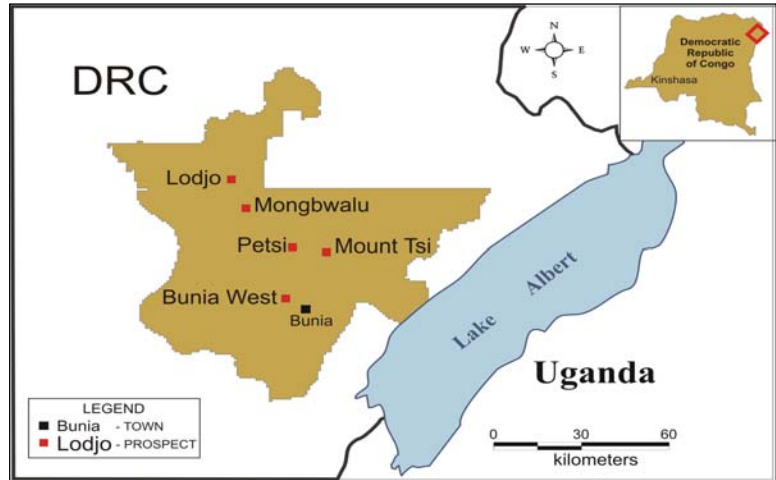 DRC
N
W E
S
Democratic
Republic
of Congo
Kinshasa
Lodjo
Mongbwalu
Petsi
Mount Tsi
Bunia West
Bunia
Lake Albert
Uganda
LEGEND
Bunia - TOWN
Lodjo - PROSPECT
0 30 60
kilometers